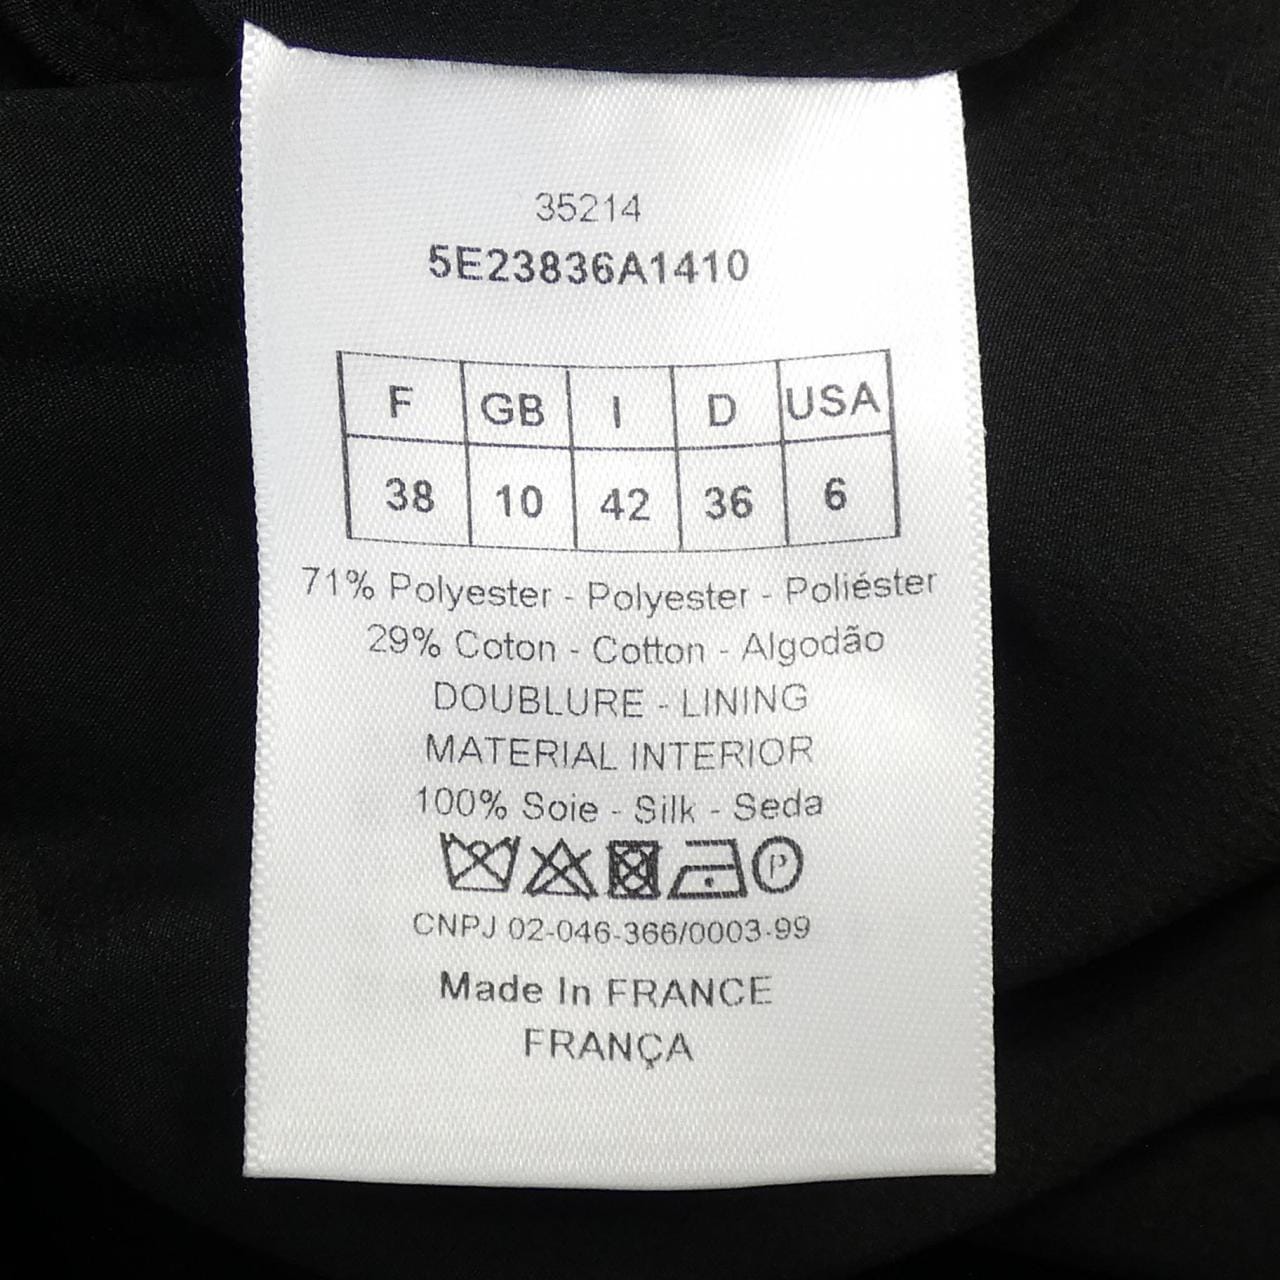 35214
5E23836A1410
F GB I D USA
38 10 42 36 6
71% Polyester - Polyester - Poliéster
29% Coton - Cotton - Algodão
DOUBLURE - LINING
MATERIAL INTERIOR
100% Soie - Silk - Seda
P
CNPJ 02-046-366/0003-99
Made In FRANCE
FRANÇA